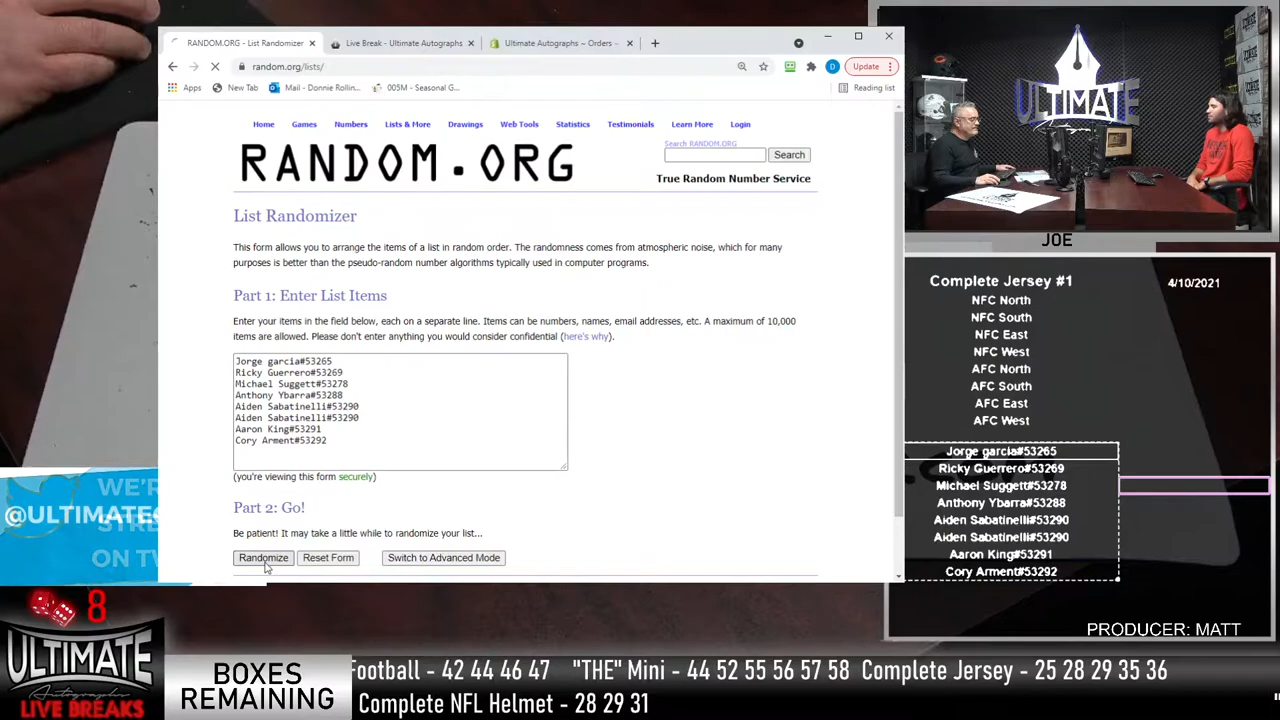 RANDOM.ORG - List Randomizer
Live Break - Ultimate Autographs
Ultimate Autographs ~ Orders ~
random.org/lists/
D
Update
Apps
New Tab
Mail - Donnie Rollin...
005M - Seasonal G...
Reading list
Home
Games
Numbers
Lists & More
Drawings
Web Tools
Statistics
Testimonials
Learn More
Login
RANDOM.ORG
Search RANDOM.ORG
Search
True Random Number Service
List Randomizer
This form allows you to arrange the items of a list in random order. The randomness comes from atmospheric noise, which for many
purposes is better than the pseudo-random number algorithms typically used in computer programs.
Part 1: Enter List Items
Enter your items in the field below, each on a separate line. Items can be numbers, names, email addresses, etc. A maximum of 10,000
items are allowed. Please don't enter anything you would consider confidential (here's why).
Jorge garcia#53265
Ricky Guerrero#53269
Michael Suggett#53278
Anthony Ybarra#53288
Aiden Sabatinelli#53290
Aiden Sabatinelli#53290
Aaron King#53291
Cory Arment#53292
(you're viewing this form securely)
Part 2: Go!
Be patient! It may take a little while to randomize your list...
Randomize
Reset Form
Switch to Advanced Mode
ULTIMATE
JOE
Complete Jersey #1
4/10/2021
NFC North
NFC South
NFC East
NFC West
AFC North
AFC South
AFC East
AFC West
Jorge garcia#53265
Ricky Guerrero#53269
Michael Suggett#53278
Anthony Ybarra#53288
Aiden Sabatinelli#53290
Aiden Sabatinelli#53290
Aaron King#53291
Cory Arment#53292
PRODUCER: MATT
WE'R
@ULTIMATE
STRE
ON TW
8
ULTIMATE
Autographs
LIVE BREAKS
BOXES
REMAINING
Football - 42 44 46 47 "THE" Mini - 44 52 55 56 57 58 Complete Jersey - 25 28 29 35 36
Complete NFL Helmet - 28 29 31